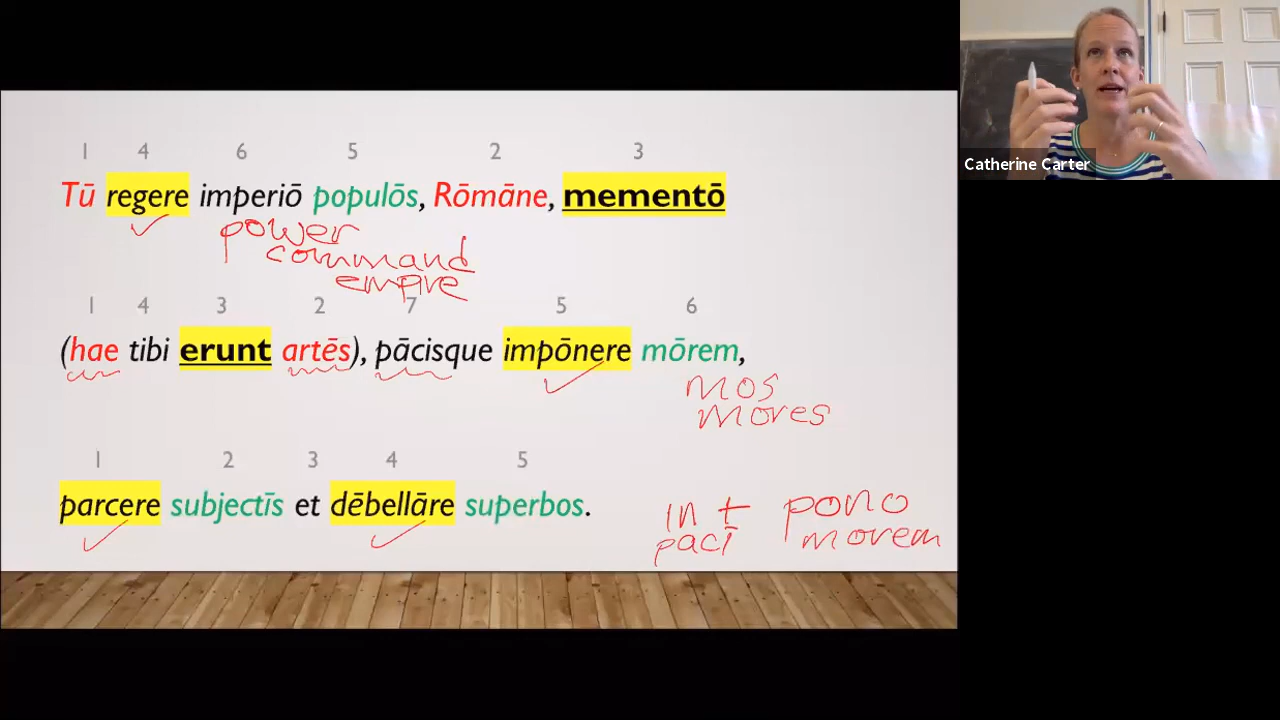 1 4 6 5 2 3
Tū regere imperiō populōs, Rōmāne, mementō
power
command
empire
1 4 3 2 7 5 6
(hae tibi erunt artēs), pācisque impōnere mōrem,
mos
mores
1 2 3 4 5
parcere subjectīs et dēbellāre superbos.
in + pono
pacī morem
Catherine Carter